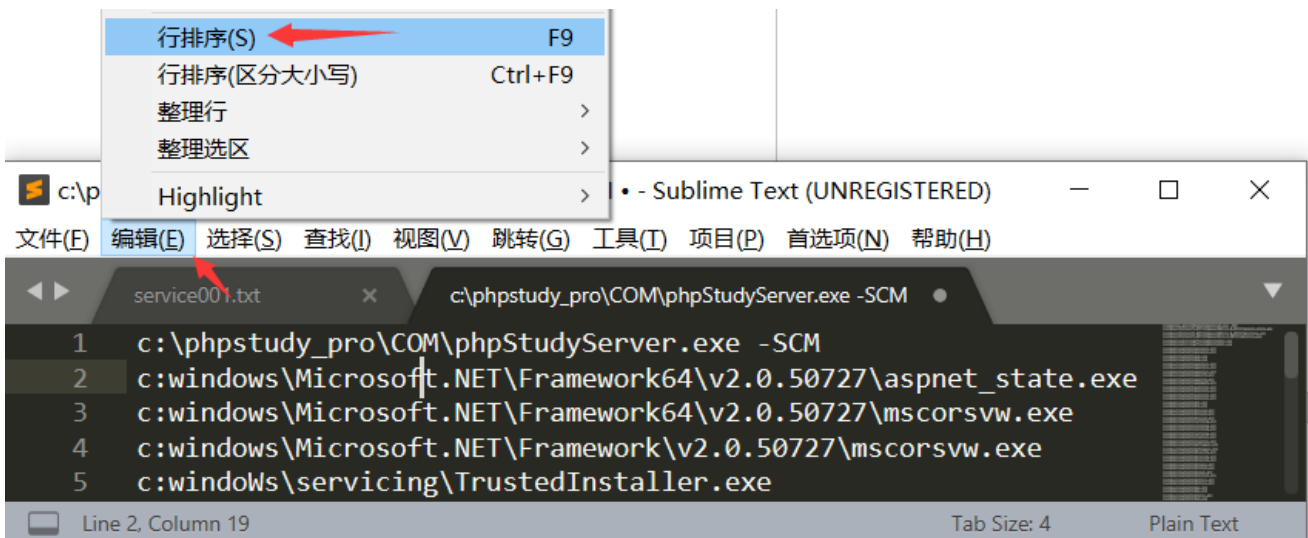 行排序(S) F9
行排序(区分大小写) Ctrl+F9
整理行
整理选区
Highlight
c:\p • - Sublime Text (UNREGISTERED)
文件(F) 编辑(E) 选择(S) 查找(I) 视图(V) 跳转(G) 工具(T) 项目(P) 首选项(N) 帮助(H)
service001.txt c:\phpstudy_pro\COM\phpStudyServer.exe -SCM
1 c:\phpstudy_pro\COM\phpStudyServer.exe -SCM
2 c:windows\Microsoft.NET\Framework64\v2.0.50727\aspnet_state.exe
3 c:windows\Microsoft.NET\Framework64\v2.0.50727\mscorsvw.exe
4 c:windows\Microsoft.NET\Framework\v2.0.50727\mscorsvw.exe
5 c:windoWs\servicing\TrustedInstaller.exe
Line 2, Column 19 Tab Size: 4 Plain Text